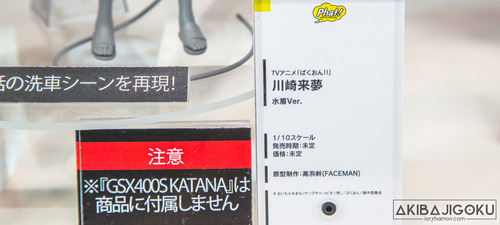 話の洗車シーンを再現!
注意
※『GSX400S KATANA』は
商品に付属しません
Phat!
TVアニメ「ばくおん!!」
川崎来夢
水着Ver.
1/10スケール
発売時期:未定
価格:未定
原型制作:高浜幹(FACEMAN)
AKIBAJIGOKU
ioryhamon.com